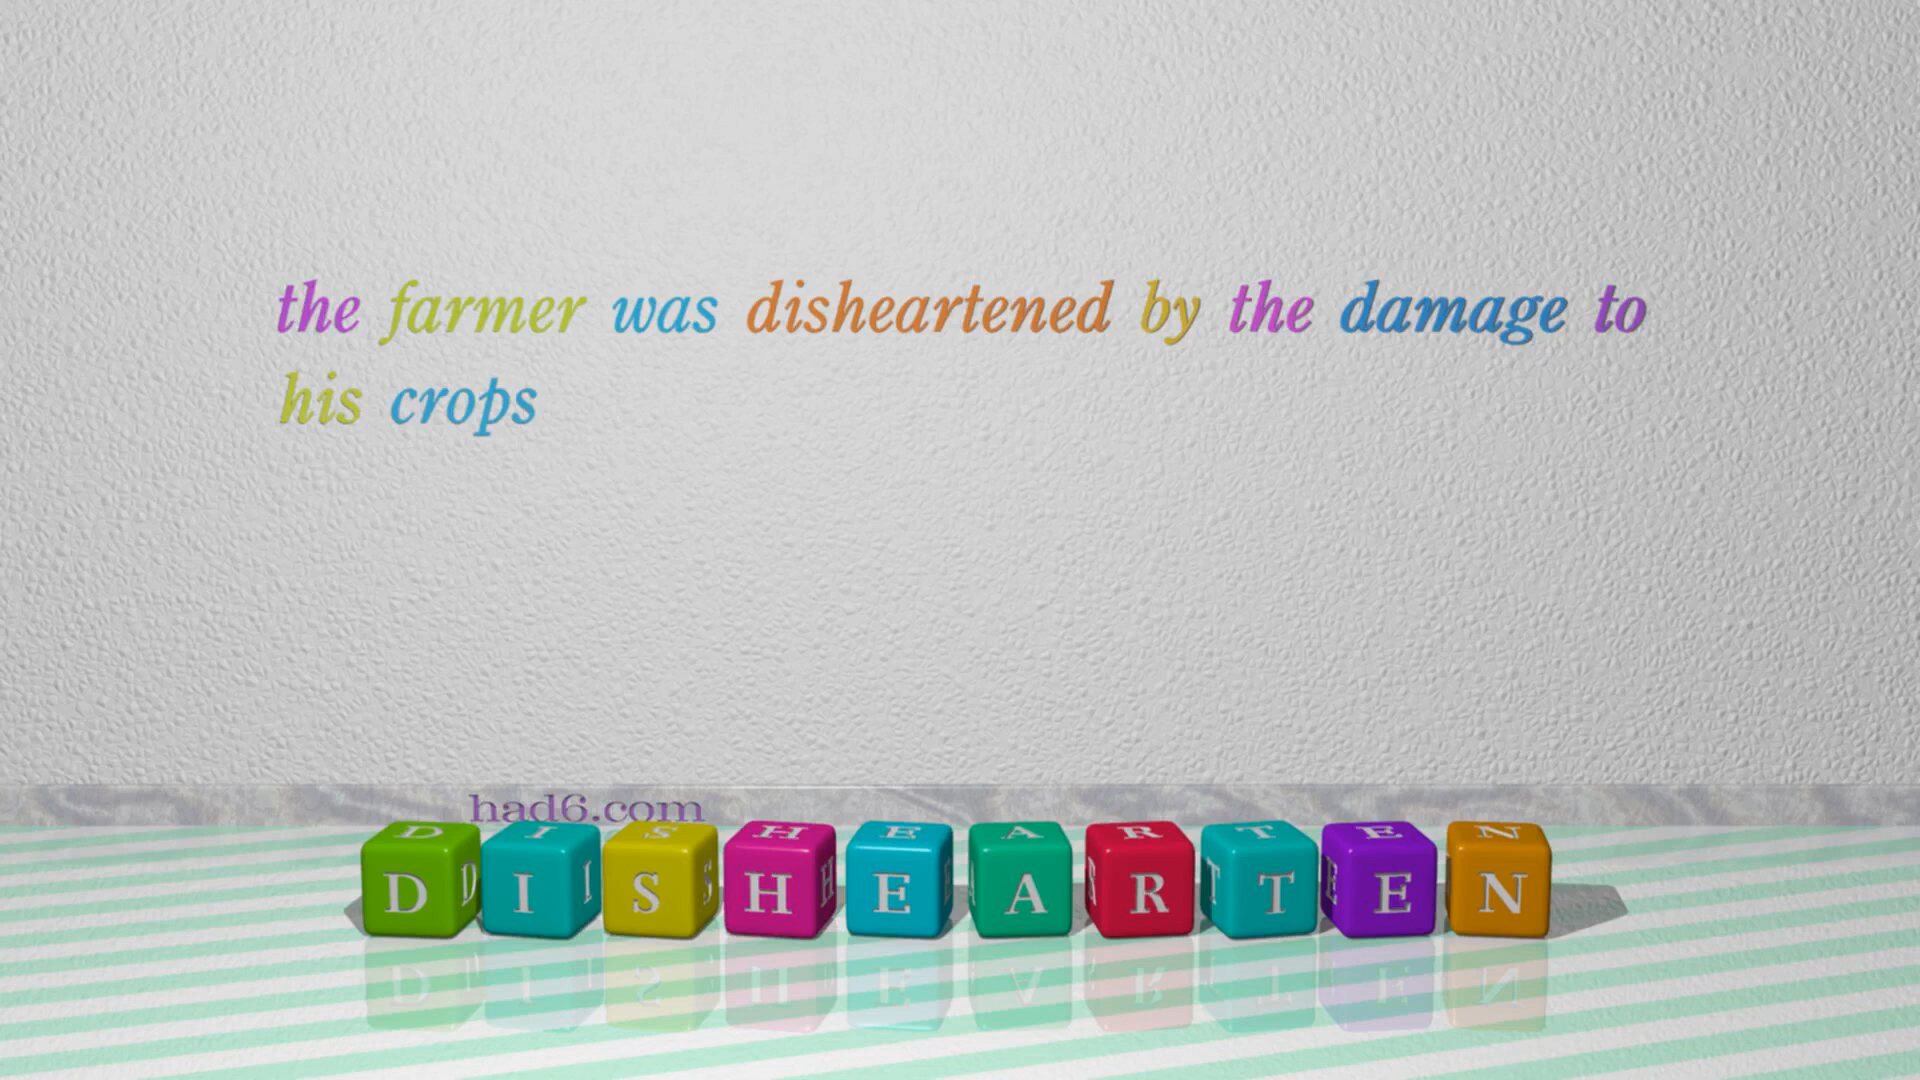 the farmer was disheartened by the damage to
his crops
had6.com
DISHEARTEN